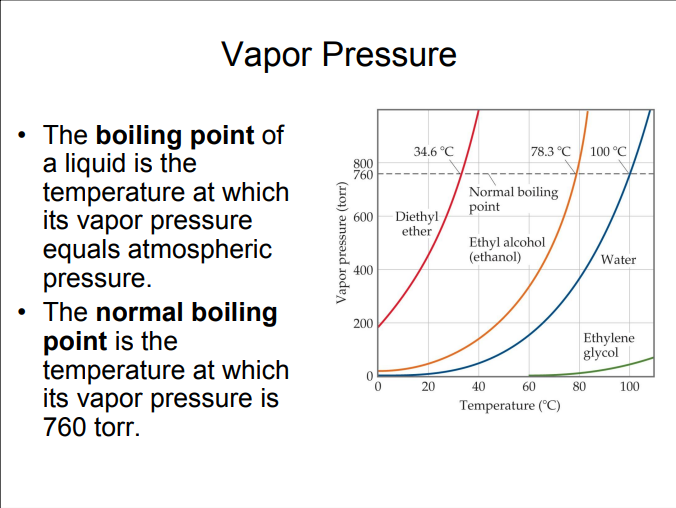 Vapor Pressure
• The boiling point of
a liquid is the
temperature at which
its vapor pressure
equals atmospheric
pressure.
• The normal boiling
point is the
temperature at which
its vapor pressure is
760 torr.
34.6 °C
78.3 °C
100 °C
800
760
600
400
200
0
Vapor pressure (torr)
Normal boiling
point
Diethyl
ether
Ethyl alcohol
(ethanol)
Water
Ethylene
glycol
0 20 40 60 80 100
Temperature (°C)